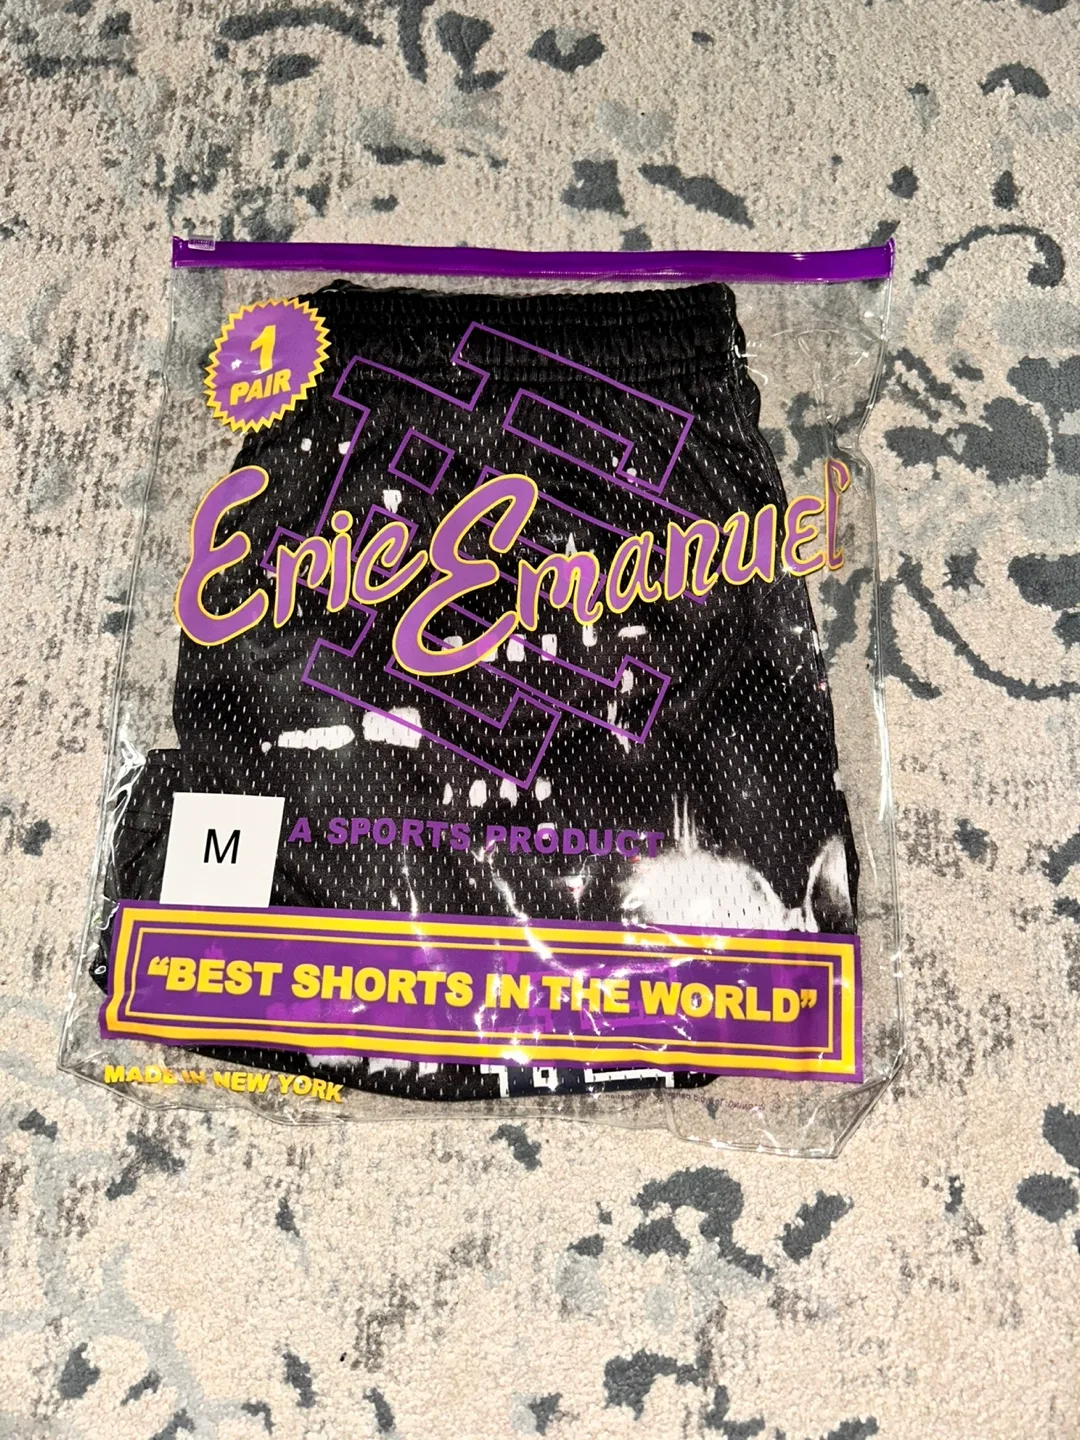 1
PAIR
Eric Emanuel
M
A SPORTS PRODUCT
“BEST SHORTS IN THE WORLD”
MADE IN NEW YORK